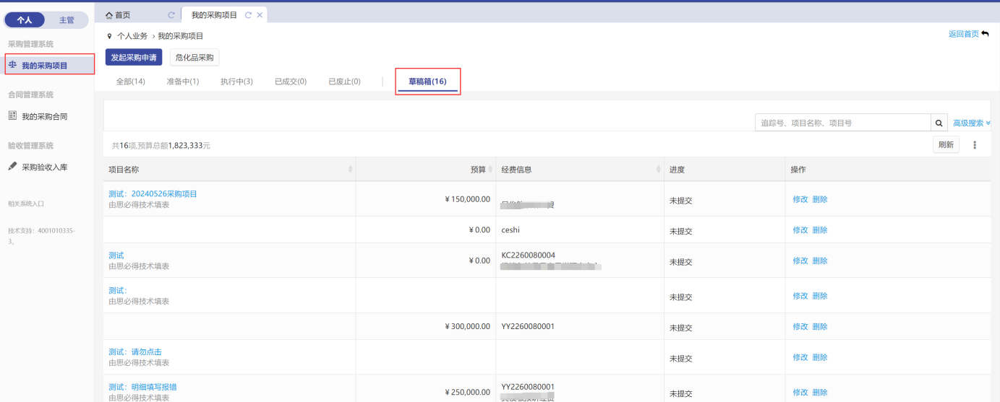 个人 主管
首页
我的采购项目
采购管理系统
我的采购项目
合同管理系统
我的采购合同
验收管理系统
采购验收入库
相关系统入口
技术支持：4001010335-
3,
个人业务 › 我的采购项目
返回首页
发起采购申请 危化品采购
全部(14) 准备中(1) 执行中(3) 已成交(0) 已废止(0) 草稿箱(16)
追踪号、项目名称、项目号
高级搜索
共16项,预算总额1,823,333元
刷新
项目名称 预算 经费信息 进度 操作
测试：20240526采购项目
由思必得技术填表
¥ 150,000.00
未提交
修改 删除
¥ 0.00 ceshi 未提交 修改 删除
测试
由思必得技术填表
¥ 0.00
KC2260080004
未提交
修改 删除
测试：
由思必得技术填表
未提交
修改 删除
¥ 300,000.00 YY2260080001 未提交 修改 删除
测试：请勿点击
由思必得技术填表
未提交
修改 删除
测试：明细填写报错
由思必得技术填表
¥ 250,000.00
YY2260080001
未提交
修改 删除